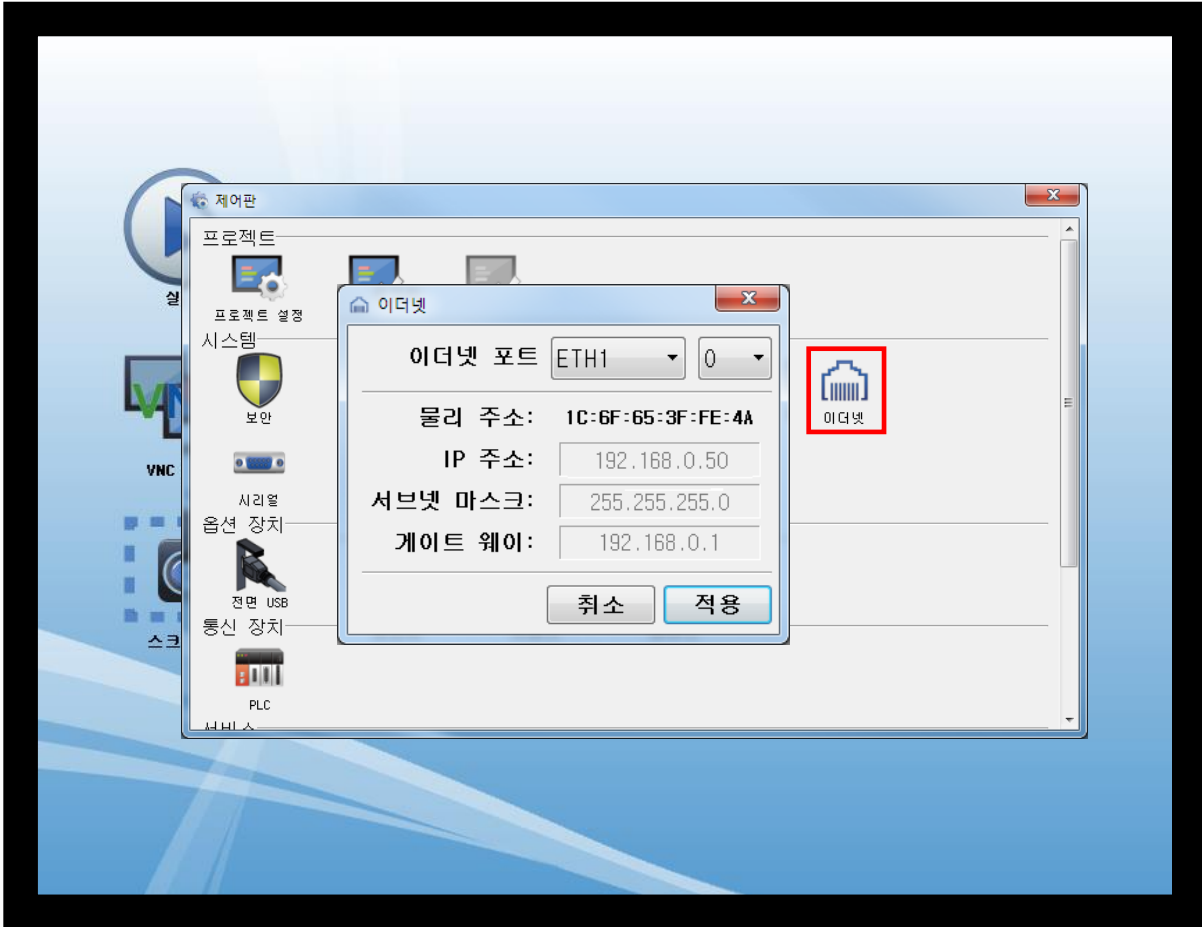 제어판
프로젝트
프로젝트 설정
시스템
보안
시리얼
옵션 장치
전면 USB
통신 장치
PLC
이더넷
이더넷 포트 ETH1 0
물리 주소: 1C:6F:65:3F:FE:4A
IP 주소: 192.168.0.50
서브넷 마스크: 255.255.255.0
게이트 웨이: 192.168.0.1
취소 적용
이더넷
VNC